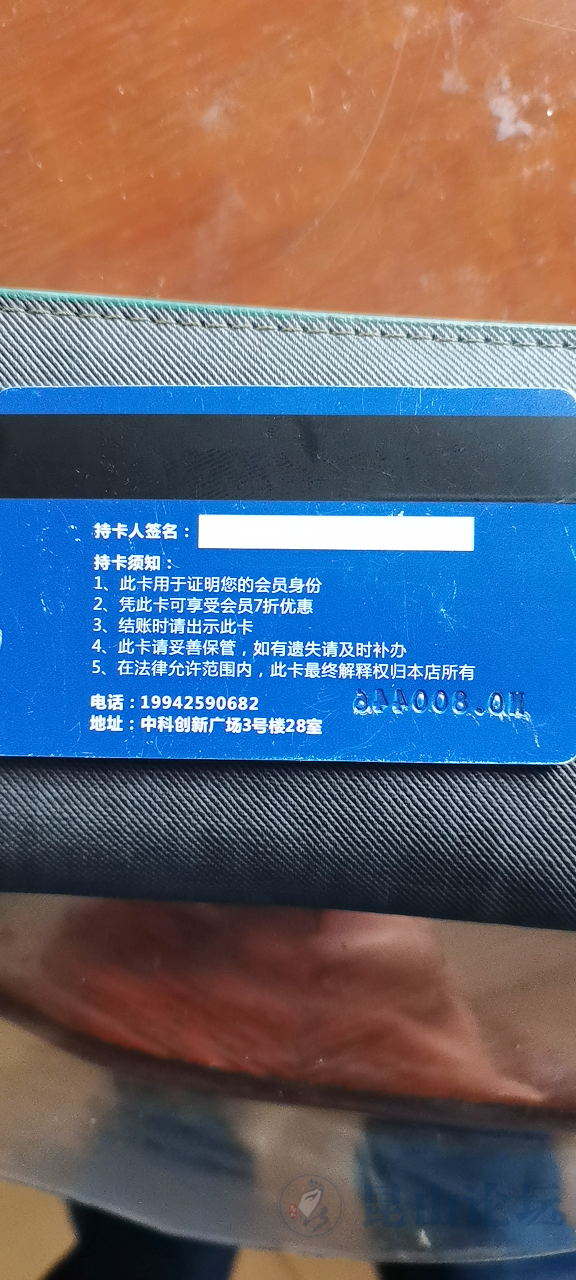 持卡人签名：
持卡须知：
1、此卡用于证明您的会员身份
2、凭此卡可享受会员7折优惠
3、结账时请出示此卡
4、此卡请妥善保管，如有遗失请及时补办
5、在法律允许范围内，此卡最终解释权归本店所有
电话：19942590682
地址：中科创新广场3号楼28室
昆山论坛